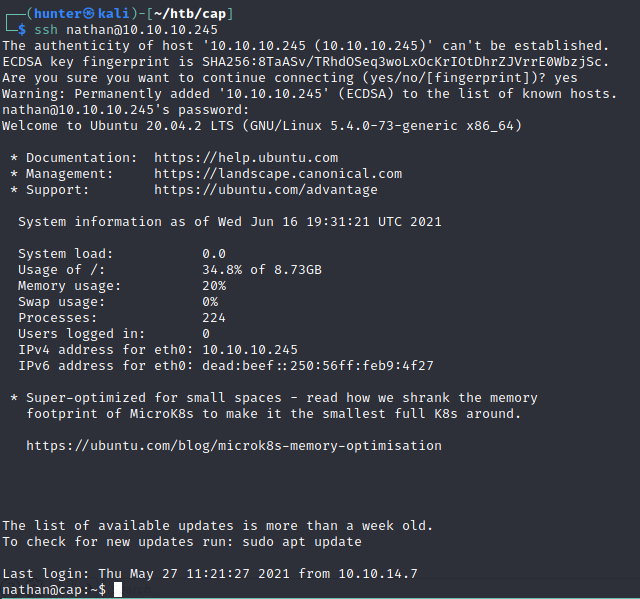 ┌──(hunter㉿kali)-[~/htb/cap]
└─$ ssh nathan@10.10.10.245
The authenticity of host '10.10.10.245 (10.10.10.245)' can't be established.
ECDSA key fingerprint is SHA256:8TaASv/TRhdOSeq3woLxOcKrIOtDhrZJVrrE0WbzjSc.
Are you sure you want to continue connecting (yes/no/[fingerprint])? yes
Warning: Permanently added '10.10.10.245' (ECDSA) to the list of known hosts.
nathan@10.10.10.245's password:
Welcome to Ubuntu 20.04.2 LTS (GNU/Linux 5.4.0-73-generic x86_64)
* Documentation:  https://help.ubuntu.com
* Management:     https://landscape.canonical.com
* Support:        https://ubuntu.com/advantage
System information as of Wed Jun 16 19:31:21 UTC 2021
System load:           0.0
Usage of /:            34.8% of 8.73GB
Memory usage:          20%
Swap usage:            0%
Processes:             224
Users logged in:       0
IPv4 address for eth0: 10.10.10.245
IPv6 address for eth0: dead:beef::250:56ff:feb9:4f27
* Super-optimized for small spaces - read how we shrank the memory
footprint of MicroK8s to make it the smallest full K8s around.
https://ubuntu.com/blog/microk8s-memory-optimisation
The list of available updates is more than a week old.
To check for new updates run: sudo apt update
Last login: Thu May 27 11:21:27 2021 from 10.10.14.7
nathan@cap:~$